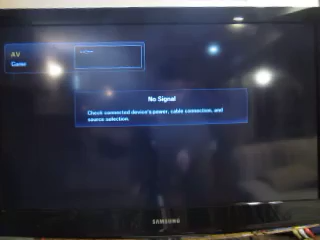 AV
Game
No Signal
Check connected device's power, cable connection, and
source selection.
SAMSUNG